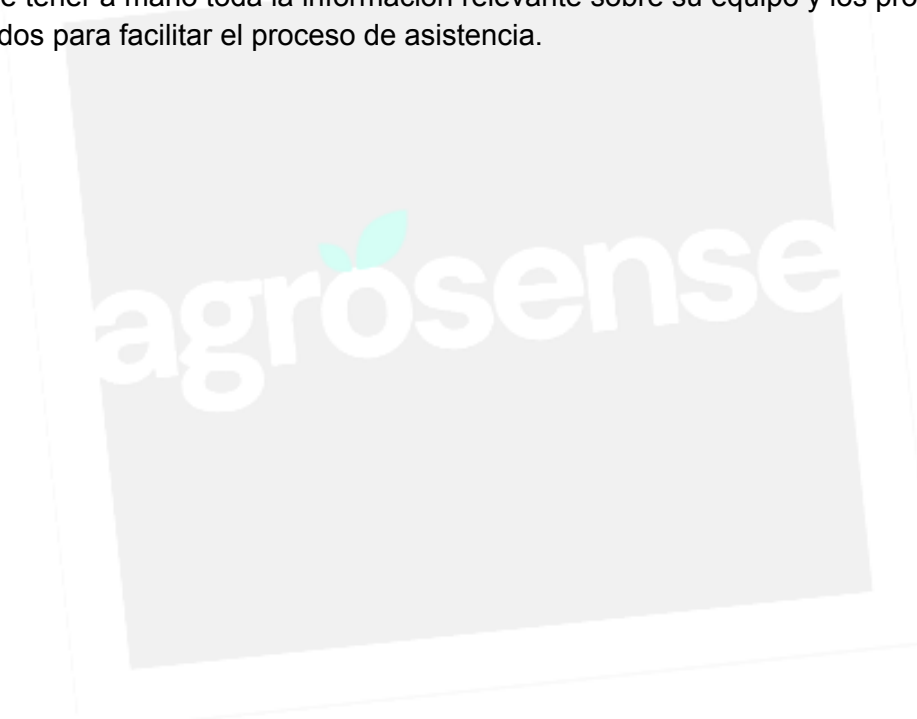 e tener a mano toda la información relevante sobre su equipo y los pro
dos para facilitar el proceso de asistencia.
agrosense